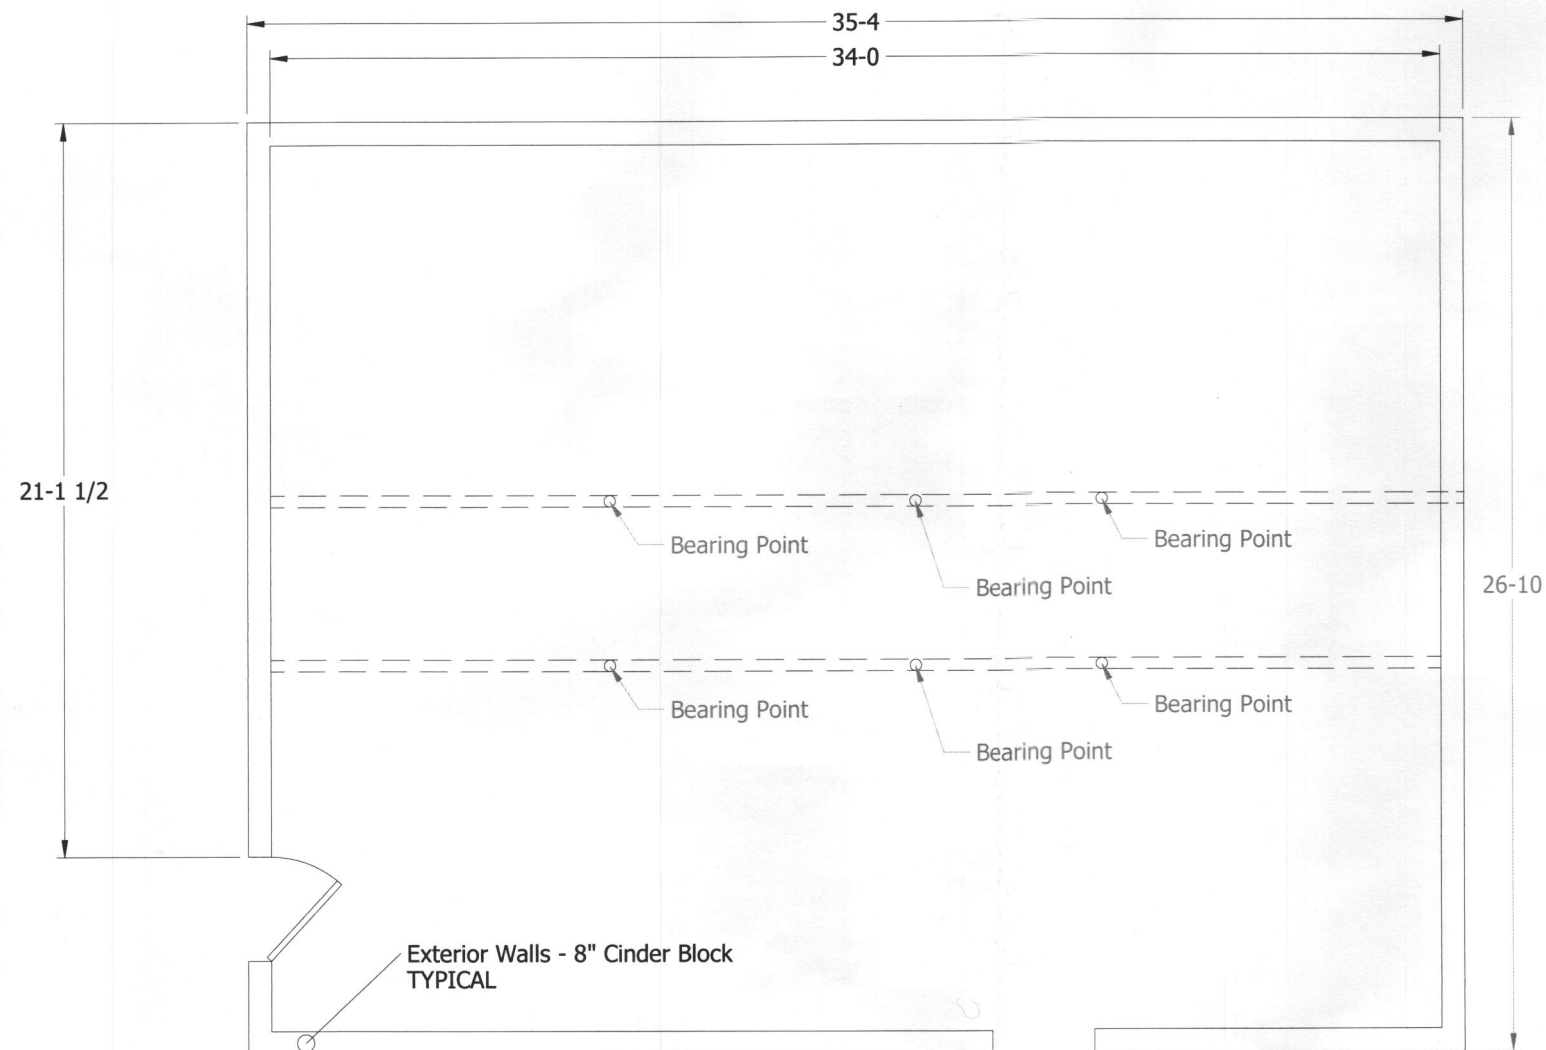 35-4
34-0
21-1 1/2
Bearing Point
Bearing Point
Bearing Point
26-10
Bearing Point
Bearing Point
Bearing Point
Exterior Walls - 8" Cinder Block
TYPICAL